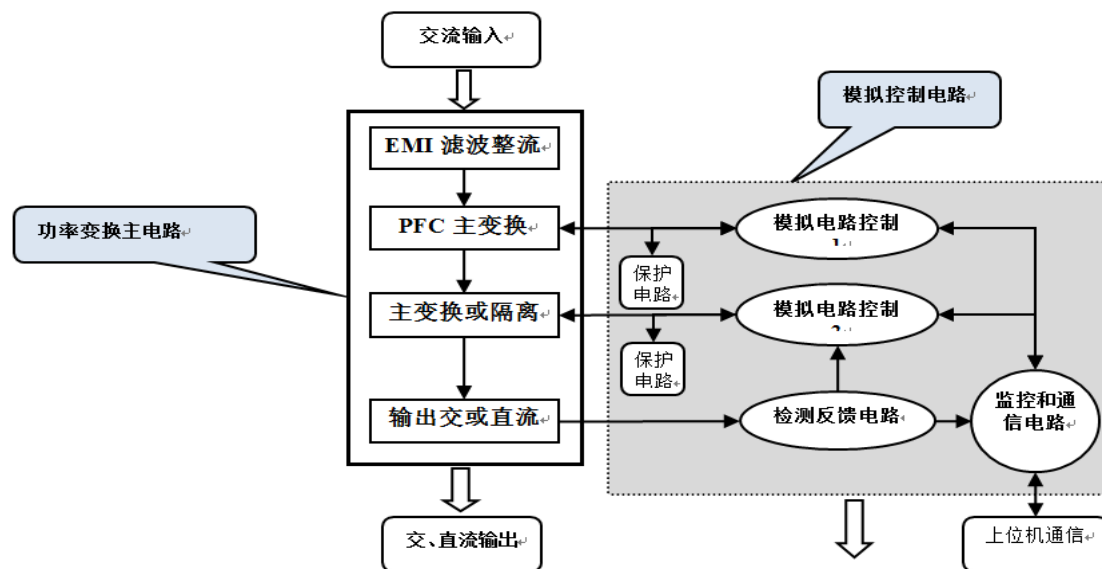 交流输入
模拟控制电路
EMI 滤波整流
功率变换主电路
PFC 主变换
模拟电路控制
保护
电路
主变换或隔离
模拟电路控制
保护
电路
输出交或直流
检测反馈电路
监控和通
信电路
交、直流输出
上位机通信